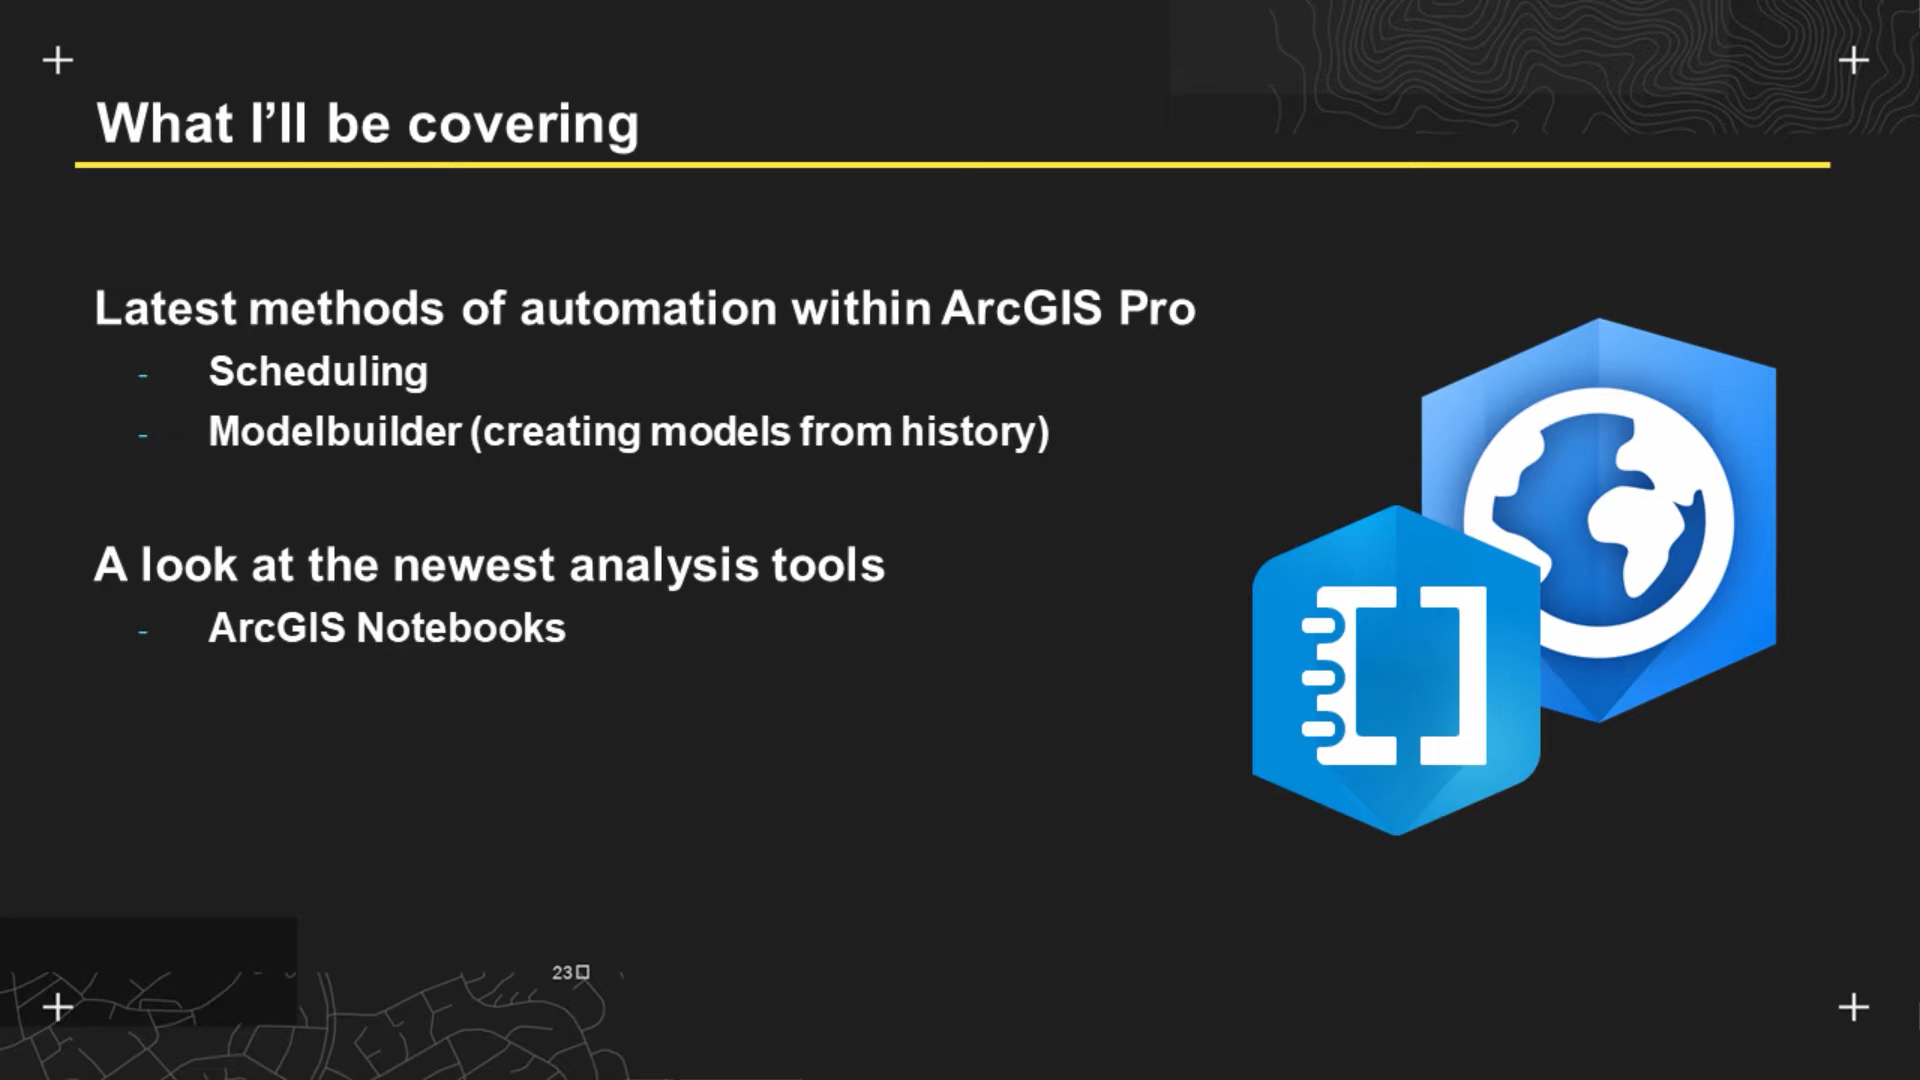 What I’ll be covering
Latest methods of automation within ArcGIS Pro
- Scheduling
- Modelbuilder (creating models from history)
A look at the newest analysis tools
- ArcGIS Notebooks
23